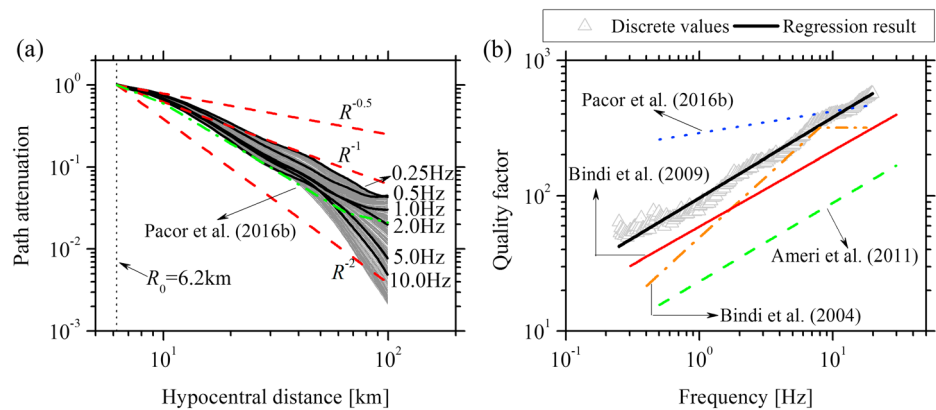 (a)
Path attenuation
10^0
10^-1
10^-2
10^-3
R^-0.5
R^-1
0.25Hz
0.5Hz
1.0Hz
2.0Hz
5.0Hz
10.0Hz
Pacor et al. (2016b)
R^-2
R_0=6.2km
10^1
10^2
Hypocentral distance [km]
Discrete values
Regression result
(b)
Quality factor
10^3
10^2
10^1
Pacor et al. (2016b)
Bindi et al.
(2009)
Ameri et al.
(2011)
Bindi et al. (2004)
10^-1
10^0
10^1
Frequency [Hz]